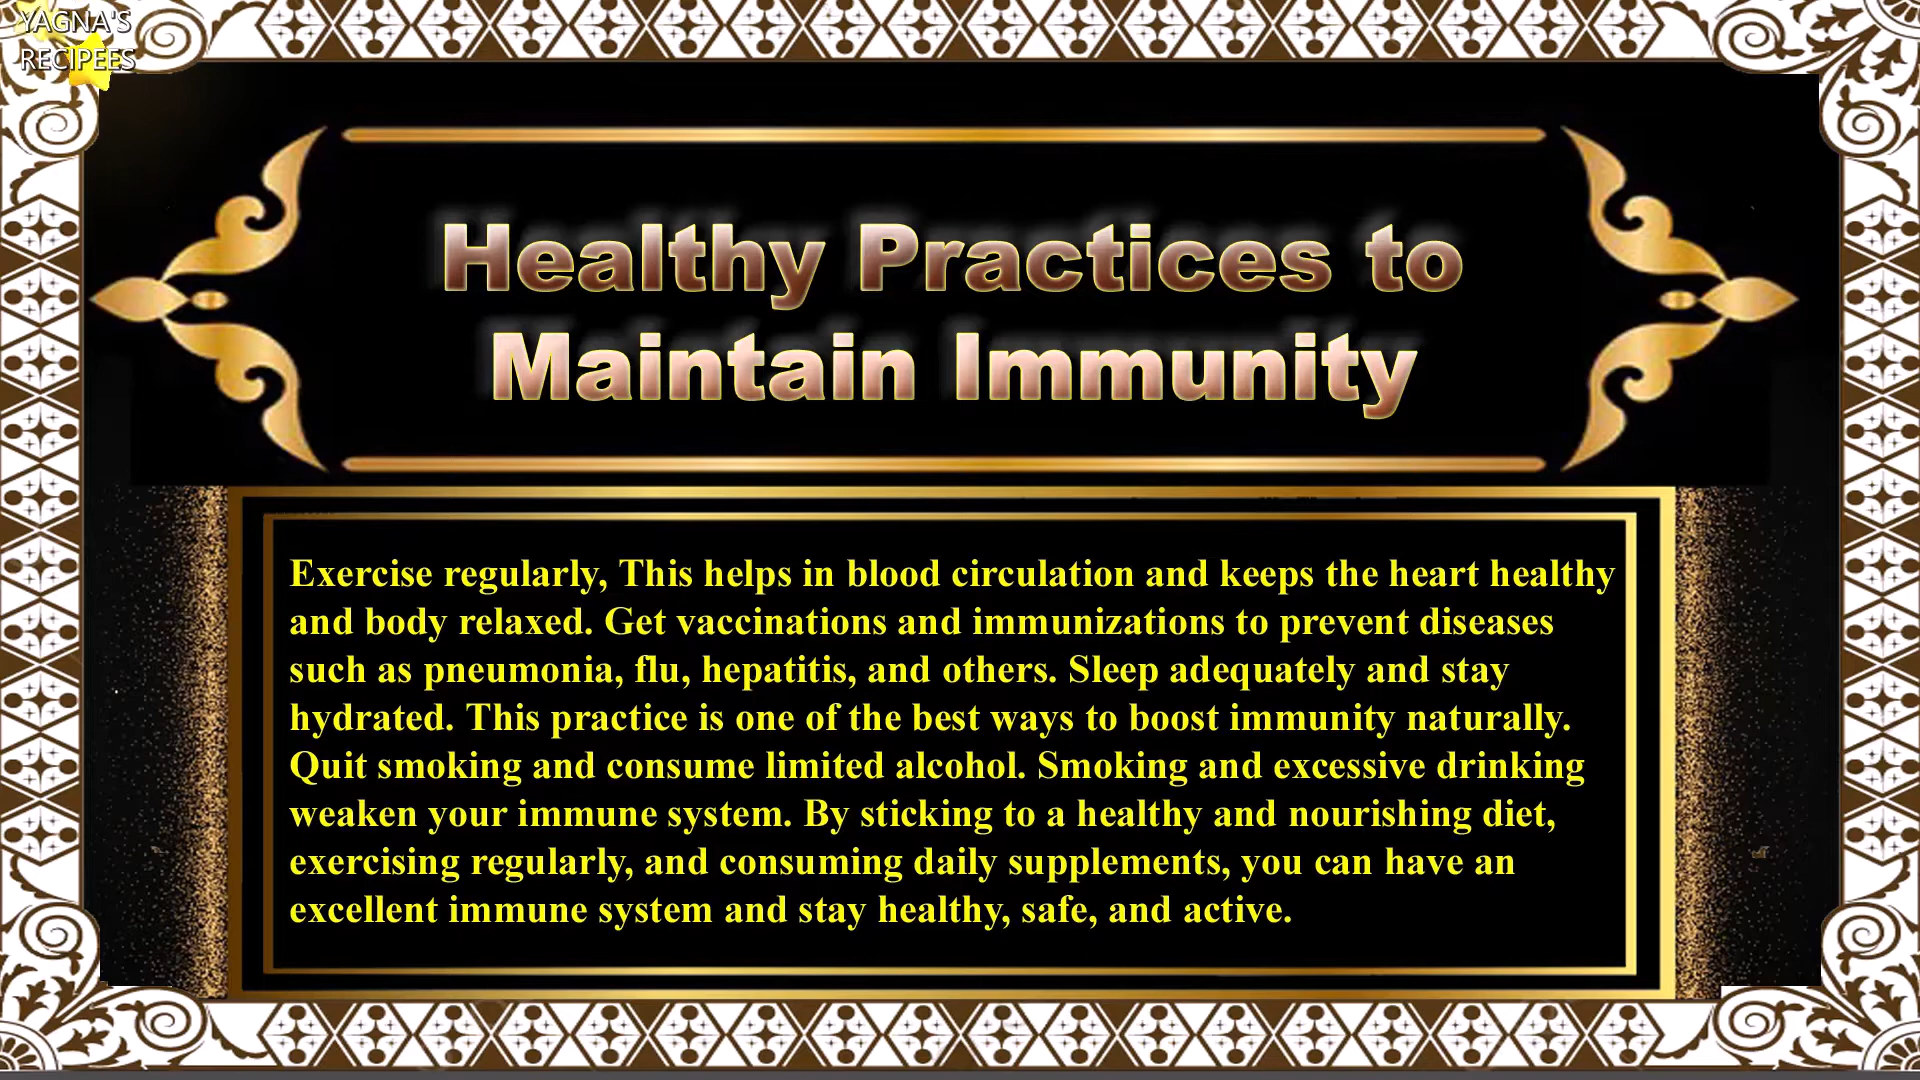 YAGNA'S
RECIPEES
Healthy Practices to
Maintain Immunity
Exercise regularly, This helps in blood circulation and keeps the heart healthy
and body relaxed. Get vaccinations and immunizations to prevent diseases
such as pneumonia, flu, hepatitis, and others. Sleep adequately and stay
hydrated. This practice is one of the best ways to boost immunity naturally.
Quit smoking and consume limited alcohol. Smoking and excessive drinking
weaken your immune system. By sticking to a healthy and nourishing diet,
exercising regularly, and consuming daily supplements, you can have an
excellent immune system and stay healthy, safe, and active.